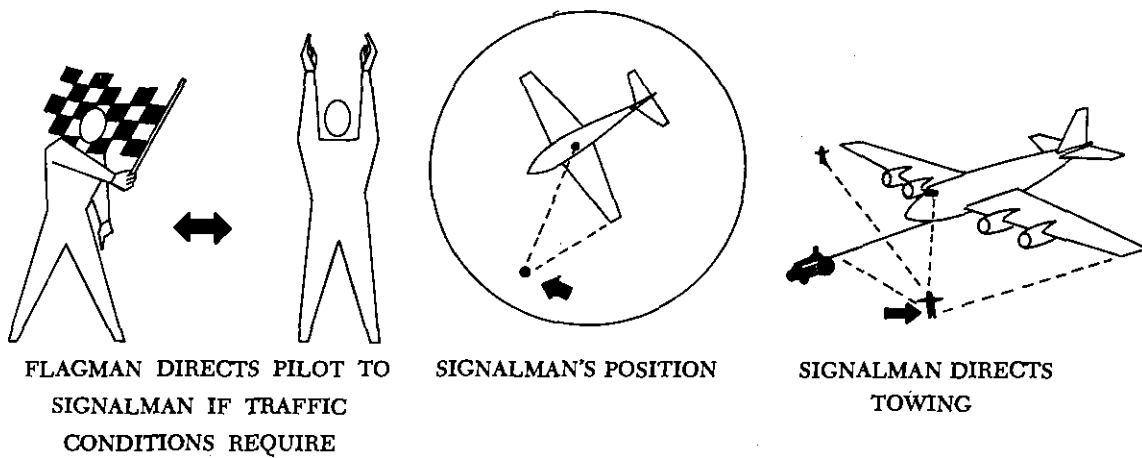 FLAGMAN DIRECTS PILOT TO
SIGNALMAN IF TRAFFIC
CONDITIONS REQUIRE
SIGNALMAN'S POSITION
SIGNALMAN DIRECTS
TOWING